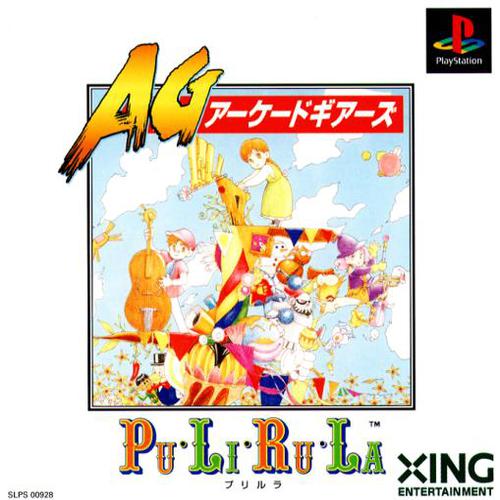 PlayStation
AG
アーケードギアーズ
PU·LI·RU·LA™
プリルラ
XING
ENTERTAINMENT
SLPS 00928